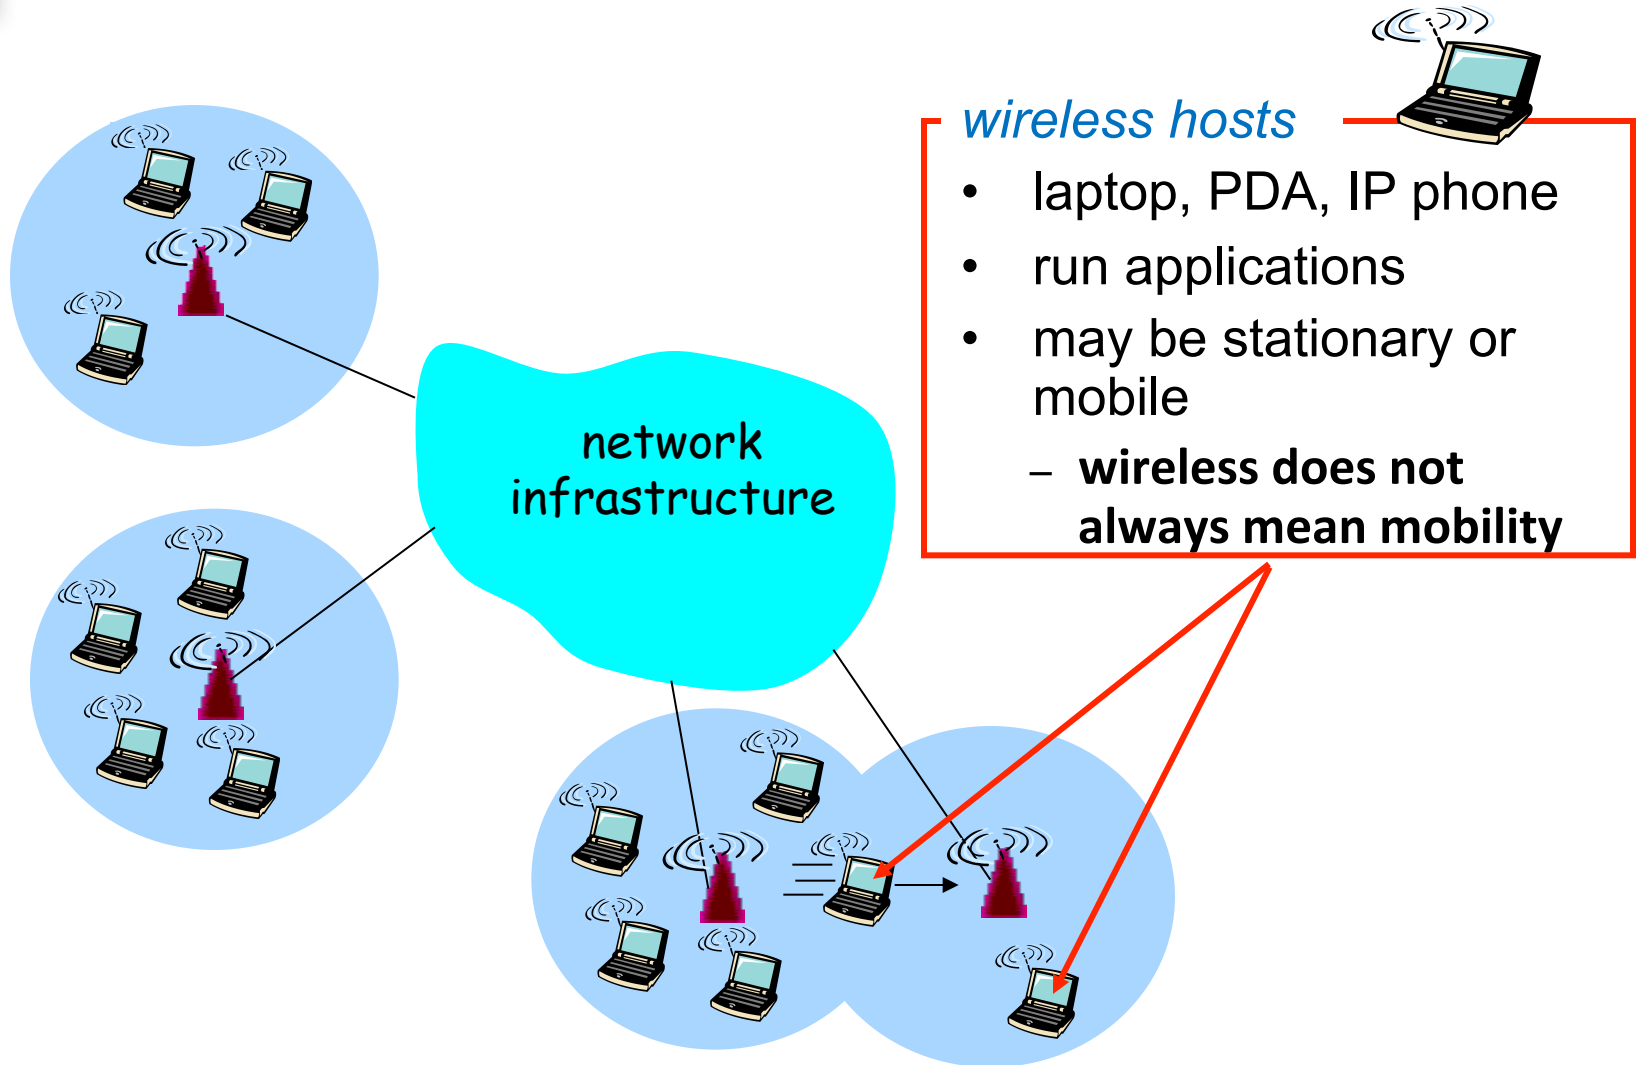 wireless hosts
• laptop, PDA, IP phone
• run applications
• may be stationary or
mobile
– wireless does not
always mean mobility
network
infrastructure